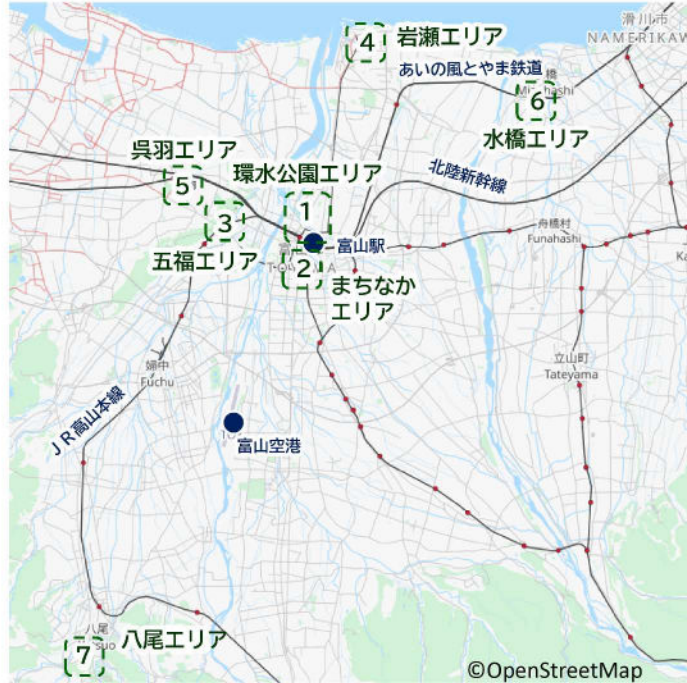 滑川市
NAMERIKAW
4
岩瀬エリア
あいの風とやま鉄道
6
水橋エリア
呉羽エリア
環水公園エリア
北陸新幹線
5
1
3
舟橋村
Funahashi
富山駅
五福エリア
2
まちなか
エリア
立山町
Tateyama
婦中
Fuchu
JR高山本線
富山空港
八尾
八尾エリア
7
©OpenStreetMap